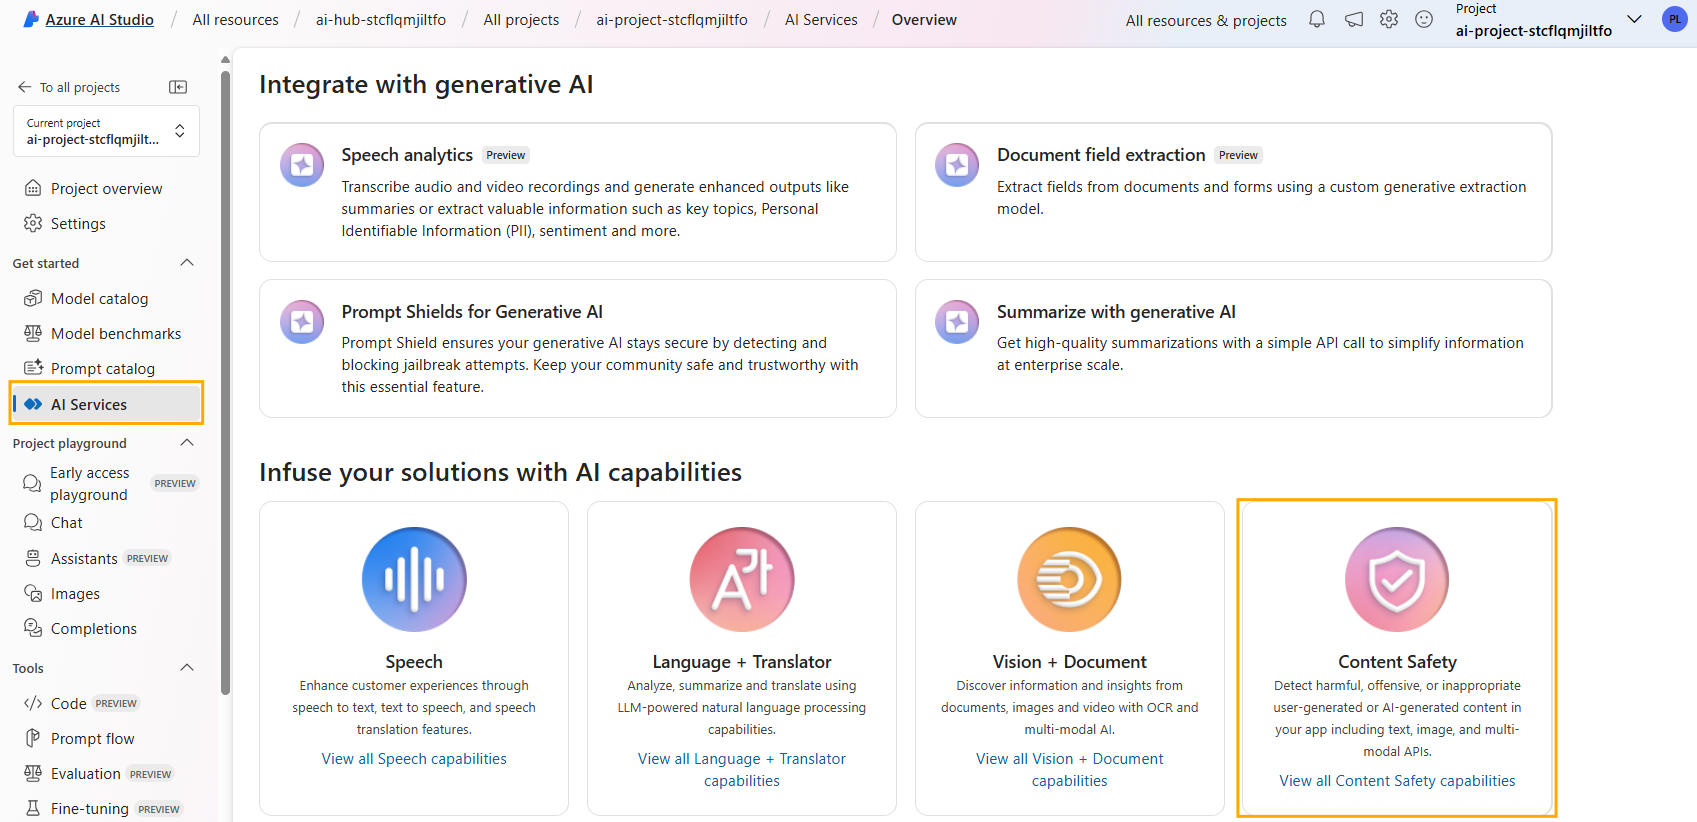 Azure AI Studio / All resources / ai-hub-stcflqmjiltfo / All projects / ai-project-stcflqmjiltfo / AI Services / Overview
All resources & projects
Project
ai-project-stcflqmjiltfo
PL
To all projects
Current project
ai-project-stcflqmjilt...
Project overview
Settings
Get started
Model catalog
Model benchmarks
Prompt catalog
AI Services
Project playground
Early access
playground PREVIEW
Chat
Assistants PREVIEW
Images
Completions
Tools
Code PREVIEW
Prompt flow
Evaluation PREVIEW
Fine-tuning PREVIEW
Integrate with generative AI
Speech analytics Preview
Transcribe audio and video recordings and generate enhanced outputs like
summaries or extract valuable information such as key topics, Personal
Identifiable Information (PII), sentiment and more.
Document field extraction Preview
Extract fields from documents and forms using a custom generative extraction
model.
Prompt Shields for Generative AI
Prompt Shield ensures your generative AI stays secure by detecting and
blocking jailbreak attempts. Keep your community safe and trustworthy with
this essential feature.
Summarize with generative AI
Get high-quality summarizations with a simple API call to simplify information
at enterprise scale.
Infuse your solutions with AI capabilities
Speech
Enhance customer experiences through
speech to text, text to speech, and speech
translation features.
View all Speech capabilities
A가
Language + Translator
Analyze, summarize and translate using
LLM-powered natural language processing
capabilities.
View all Language + Translator
capabilities
Vision + Document
Discover information and insights from
documents, images and video with OCR and
multi-modal AI.
View all Vision + Document
capabilities
Content Safety
Detect harmful, offensive, or inappropriate
user-generated or AI-generated content in
your app including text, image, and multi-
modal APIs.
View all Content Safety capabilities